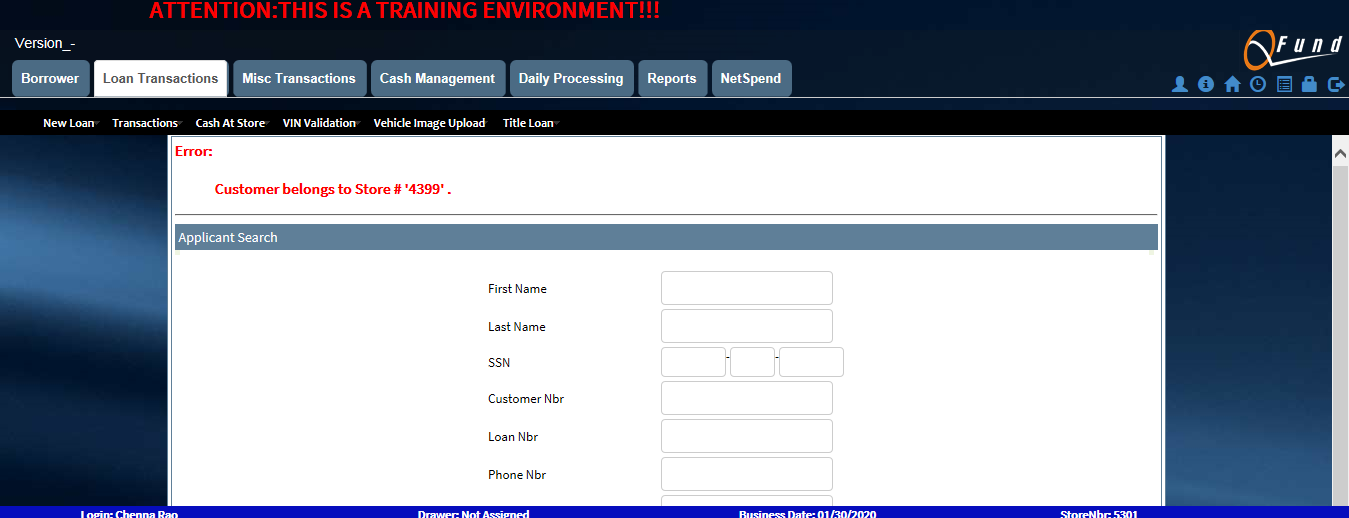 ATTENTION:THIS IS A TRAINING ENVIRONMENT!!!
Version_-
QFund
Borrower Loan Transactions Misc Transactions Cash Management Daily Processing Reports NetSpend
New Loan Transactions Cash At Store VIN Validation Vehicle Image Upload Title Loan
Error:
Customer belongs to Store # '4399' .
Applicant Search
First Name
Last Name
SSN - -
Customer Nbr
Loan Nbr
Phone Nbr
Login: Chenna Rao Drawer: Not Assigned Business Date: 01/30/2020 StoreNbr: 5301